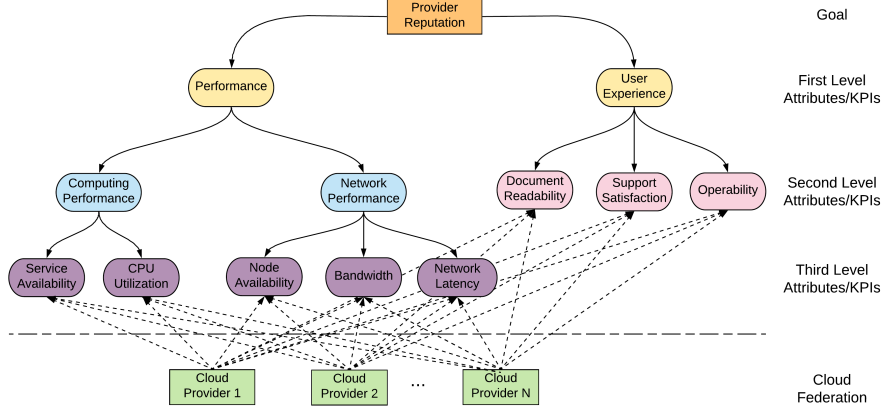 Provider
Reputation
Goal
Performance
User
Experience
First Level
Attributes/KPIs
Computing
Performance
Network
Performance
Document
Readability
Support
Satisfaction
Operability
Second Level
Attributes/KPIs
Service
Availability
CPU
Utilization
Node
Availability
Bandwidth
Network
Latency
Third Level
Attributes/KPIs
Cloud
Provider 1
Cloud
Provider 2
...
Cloud
Provider N
Cloud
Federation